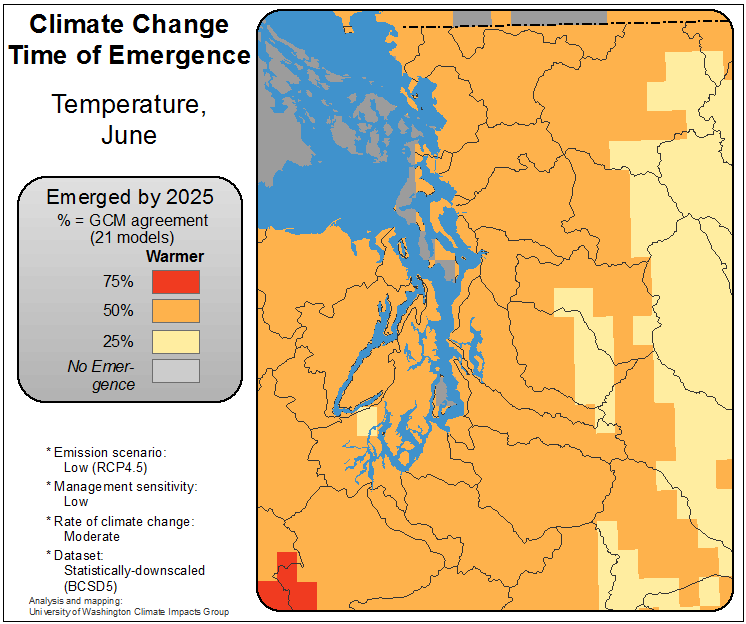 Climate Change
Time of Emergence
Temperature,
June
Emerged by 2025
% = GCM agreement
(21 models)
Warmer
75%
50%
25%
No Emer-
gence
* Emission scenario:
Low (RCP4.5)
* Management sensitivity:
Low
* Rate of climate change:
Moderate
* Dataset:
Statistically-downscaled
(BCSD5)
Analysis and mapping:
University of Washington Climate Impacts Group